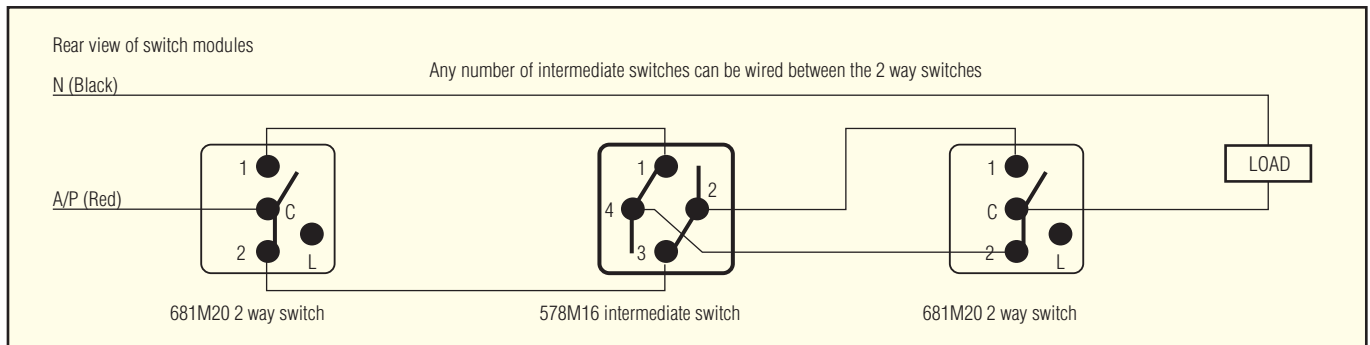 Rear view of switch modules
Any number of intermediate switches can be wired between the 2 way switches
N (Black)
A/P (Red)
1
C
2
L
1
2
4
3
1
C
2
L
LOAD
681M20 2 way switch
578M16 intermediate switch
681M20 2 way switch